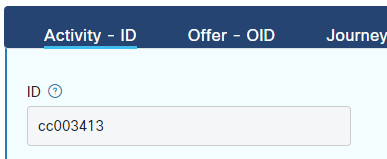 Activity - ID Offer - OID Journey
ID ?
cc003413